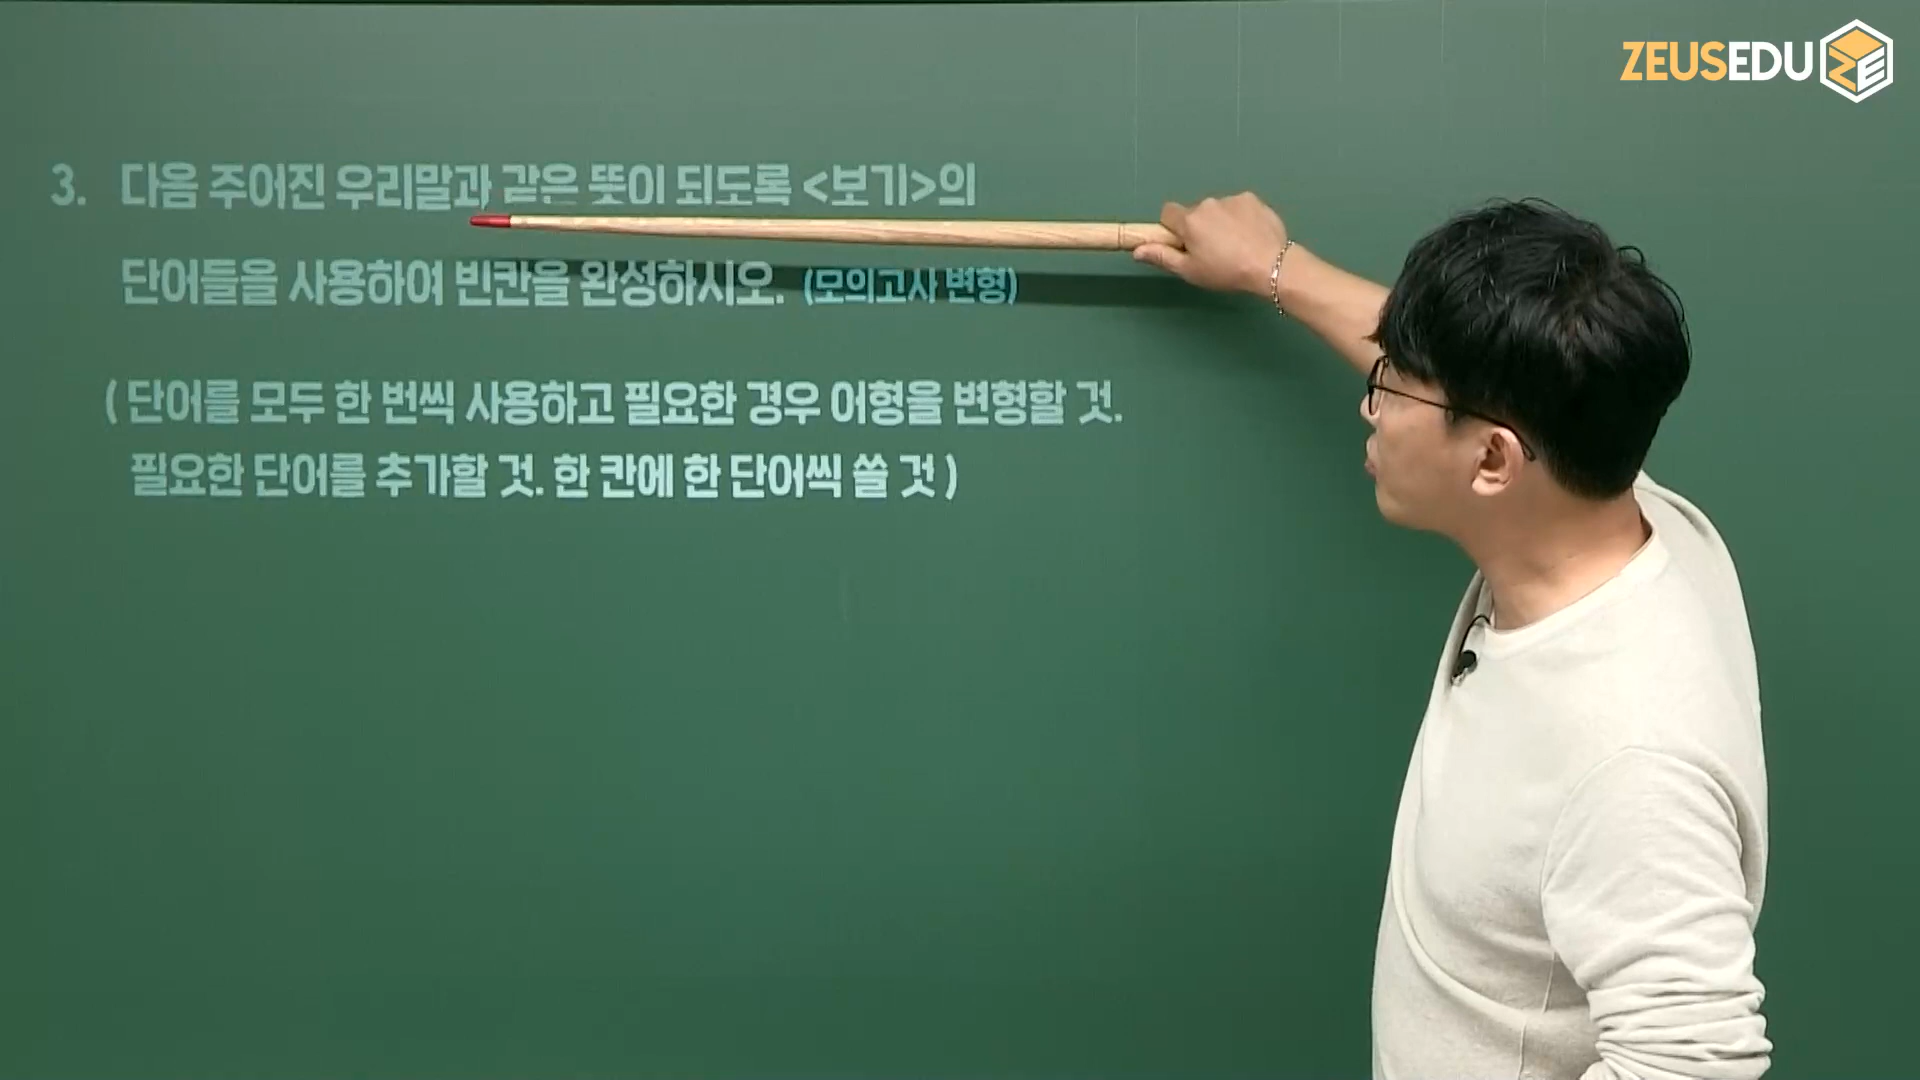 ZEUSEDU
3. 다음 주어진 우리말과 같은 뜻이 되도록 <보기>의
단어들을 사용하여 빈칸을 완성하시오. (모의고사 변형)
( 단어를 모두 한 번씩 사용하고 필요한 경우 어형을 변형할 것.
필요한 단어를 추가할 것. 한 칸에 한 단어씩 쓸 것 )